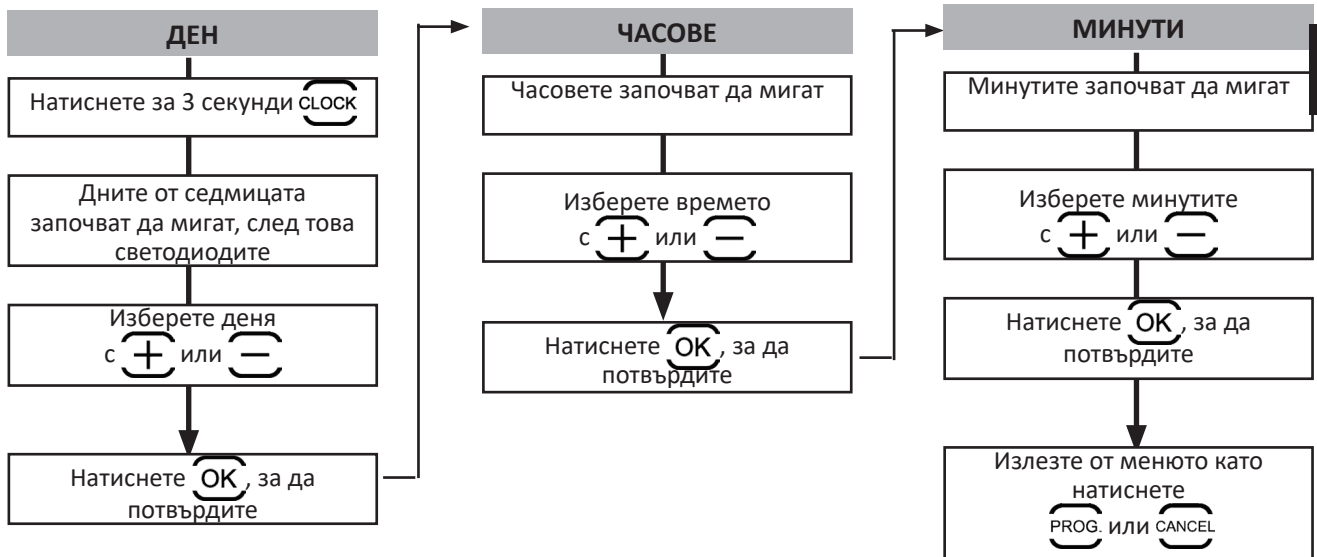 ДЕН
Натиснете за 3 секунди CLOCK
Дните от седмицата
започват да мигат, след това
светодиодите
Изберете деня
с + или −
Натиснете OK, за да
потвърдите
ЧАСОВЕ
Часовете започват да мигат
Изберете времето
с + или −
Натиснете OK, за да
потвърдите
МИНУТИ
Минутите започват да мигат
Изберете минутите
с + или −
Натиснете OK, за да
потвърдите
Излезте от менюто като
натиснете
PROG. или CANCEL